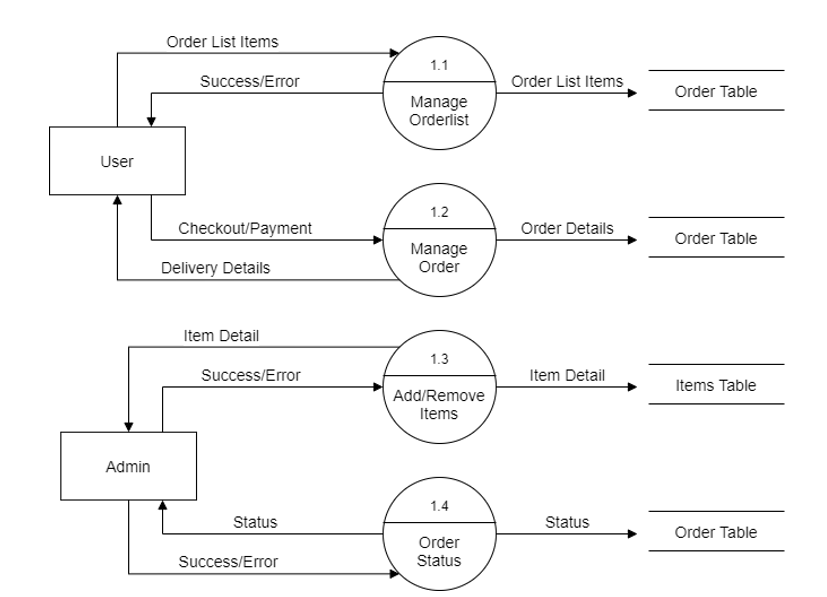 Order List Items
1.1
Success/Error
Order List Items
Order Table
Manage
Orderlist
User
1.2
Checkout/Payment
Order Details
Order Table
Manage
Order
Delivery Details
Item Detail
1.3
Success/Error
Item Detail
Items Table
Add/Remove
Items
Admin
1.4
Status
Status
Order Table
Order
Status
Success/Error